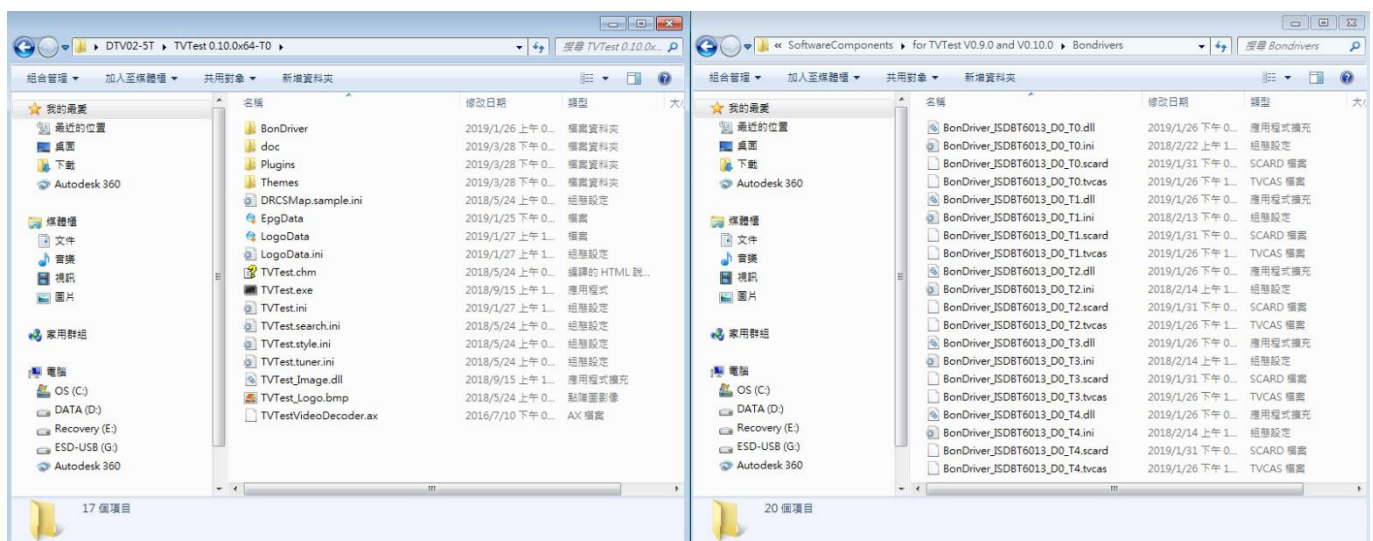 DTV02-5T ▸ TVTest 0.10.0x64-T0 ▸
搜尋 TVTest 0.10.0x...
組合管理 加入至媒體櫃 共用對象 新增資料夾
名稱 修改日期 類型 大
我的最愛
最近的位置
桌面
下載
Autodesk 360
媒體櫃
文件
音樂
視訊
圖片
家用群組
電腦
OS (C:)
DATA (D:)
Recovery (E:)
ESD-USB (G:)
Autodesk 360
BonDriver 2019/1/26 下午 0... 檔案資料夾
doc 2019/3/28 下午 0... 檔案資料夾
Plugins 2019/3/28 下午 0... 檔案資料夾
Themes 2019/3/28 下午 0... 檔案資料夾
DRCSMap.sample.ini 2018/5/24 上午 0... 組態設定
EpgData 2019/1/25 下午 0... 檔案
LogoData 2019/1/27 上午 1... 檔案
LogoData.ini 2019/1/27 上午 1... 組態設定
TVTest.chm 2018/5/24 上午 0... 編譯的 HTML 說...
TVTest.exe 2018/9/15 上午 1... 應用程式
TVTest.ini 2019/1/27 上午 1... 組態設定
TVTest.search.ini 2018/5/24 上午 0... 組態設定
TVTest.style.ini 2018/5/24 上午 0... 組態設定
TVTest.tuner.ini 2018/5/24 上午 0... 組態設定
TVTest_Image.dll 2018/9/15 上午 1... 應用程式擴充
TVTest_Logo.bmp 2018/5/24 上午 0... 點陣圖影像
TVTestVideoDecoder.ax 2016/7/10 下午 0... AX 檔案
17 個項目
« SoftwareComponents ▸ for TVTest V0.9.0 and V0.10.0 ▸ Bondrivers
搜尋 Bondrivers
組合管理 加入至媒體櫃 共用對象 新增資料夾
名稱 修改日期 類型 大
我的最愛
最近的位置
桌面
下載
Autodesk 360
媒體櫃
文件
音樂
視訊
圖片
家用群組
電腦
OS (C:)
DATA (D:)
Recovery (E:)
ESD-USB (G:)
Autodesk 360
BonDriver_ISDBT6013_D0_T0.dll 2019/1/26 下午 0... 應用程式擴充
BonDriver_ISDBT6013_D0_T0.ini 2018/2/22 上午 1... 組態設定
BonDriver_ISDBT6013_D0_T0.scard 2019/1/31 下午 0... SCARD 檔案
BonDriver_ISDBT6013_D0_T0.tvcas 2019/1/26 下午 1... TVCAS 檔案
BonDriver_ISDBT6013_D0_T1.dll 2019/1/26 下午 0... 應用程式擴充
BonDriver_ISDBT6013_D0_T1.ini 2018/2/13 上午 0... 組態設定
BonDriver_ISDBT6013_D0_T1.scard 2019/1/31 下午 0... SCARD 檔案
BonDriver_ISDBT6013_D0_T1.tvcas 2019/1/26 下午 1... TVCAS 檔案
BonDriver_ISDBT6013_D0_T2.dll 2019/1/26 下午 0... 應用程式擴充
BonDriver_ISDBT6013_D0_T2.ini 2018/2/14 上午 1... 組態設定
BonDriver_ISDBT6013_D0_T2.scard 2019/1/31 下午 0... SCARD 檔案
BonDriver_ISDBT6013_D0_T2.tvcas 2019/1/26 下午 1... TVCAS 檔案
BonDriver_ISDBT6013_D0_T3.dll 2019/1/26 下午 0... 應用程式擴充
BonDriver_ISDBT6013_D0_T3.ini 2018/2/14 上午 1... 組態設定
BonDriver_ISDBT6013_D0_T3.scard 2019/1/31 下午 0... SCARD 檔案
BonDriver_ISDBT6013_D0_T3.tvcas 2019/1/26 下午 1... TVCAS 檔案
BonDriver_ISDBT6013_D0_T4.dll 2019/1/26 下午 0... 應用程式擴充
BonDriver_ISDBT6013_D0_T4.ini 2018/2/14 上午 1... 組態設定
BonDriver_ISDBT6013_D0_T4.scard 2019/1/31 下午 0... SCARD 檔案
BonDriver_ISDBT6013_D0_T4.tvcas 2019/1/26 下午 1... TVCAS 檔案
20 個項目